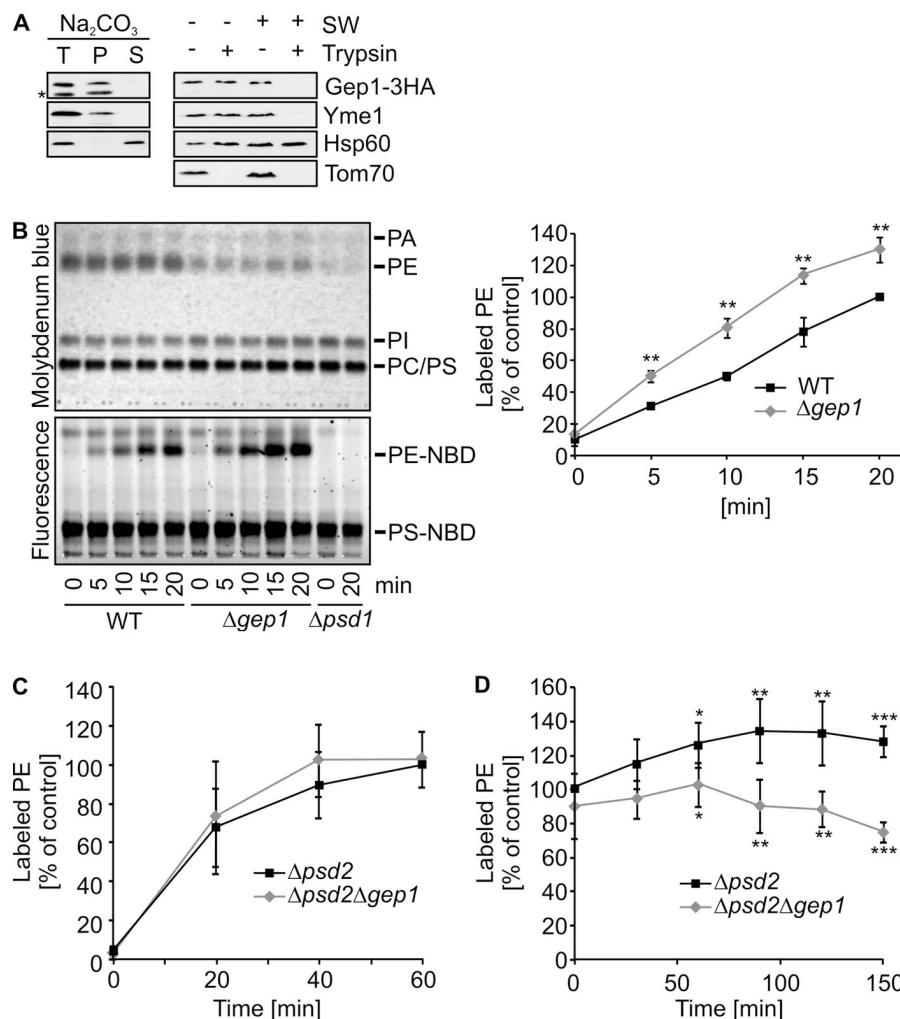 A
Na₂CO₃
T P S
*
- - + + SW
- + - + Trypsin
Gep1-3HA
Yme1
Hsp60
Tom70
B
Molybdenum blue
PA
PE
PI
PC/PS
Fluorescence
PE-NBD
PS-NBD
0 5 10 15 20 0 5 10 15 20 0 20 min
WT Δgep1 Δpsd1
Labeled PE
[% of control]
140
120
100
80
60
40
20
0
** ** ** **
WT
Δgep1
0 5 10 15 20
[min]
C
Labeled PE
[% of control]
140
120
100
80
60
40
20
0
Δpsd2
Δpsd2Δgep1
0 20 40 60
Time [min]
D
Labeled PE
[% of control]
160
140
120
100
80
60
40
20
0
* ** ** ***
* ** ** ***
Δpsd2
Δpsd2Δgep1
0 50 100 150
Time [min]